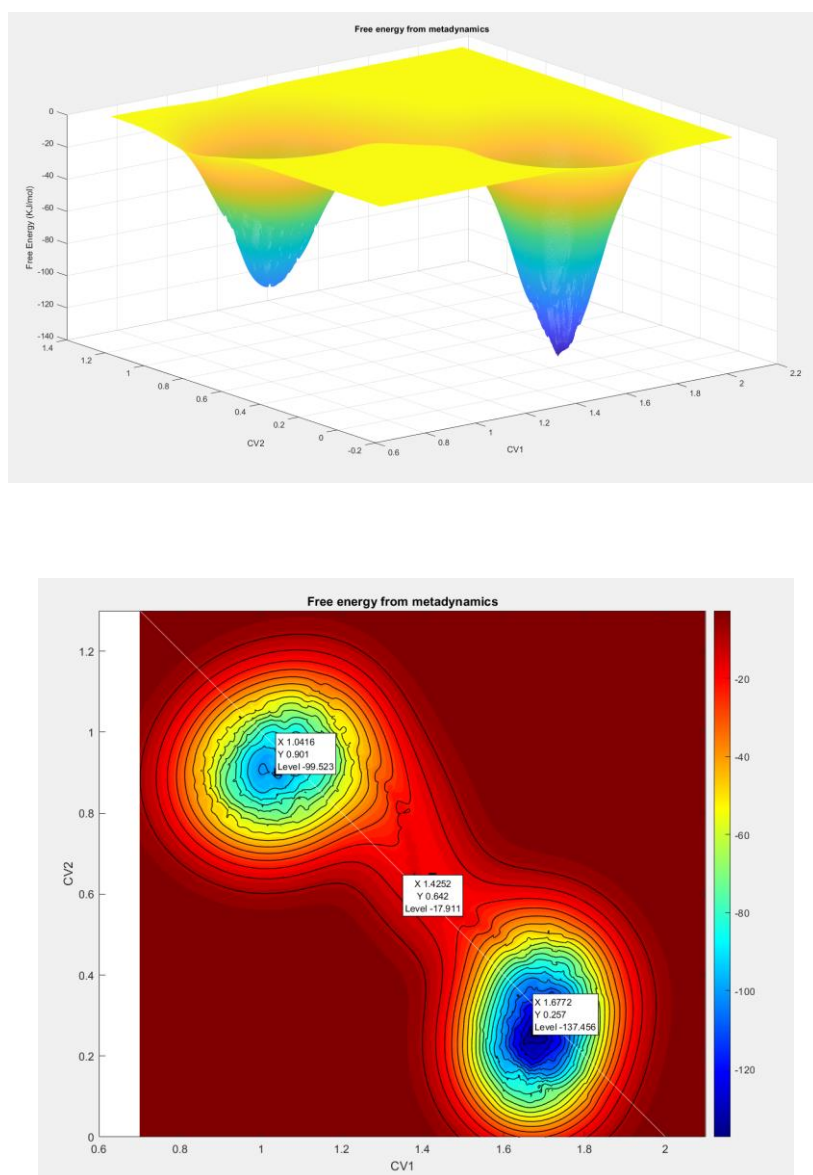 Free energy from metadynamics
Free Energy (KJ/mol)
0
-20
-40
-60
-80
-100
-120
-140
1.4
1.2
1
0.8
0.6
0.4
0.2
0
-0.2
CV2
0.6
0.8
1
1.2
1.4
1.6
1.8
2
2.2
CV1
Free energy from metadynamics
CV2
1.2
1
0.8
0.6
0.4
0.2
0
X 1.0416
Y 0.901
Level -99.523
X 1.4252
Y 0.642
Level -17.911
X 1.6772
Y 0.257
Level -137.456
0.6
0.8
1
1.2
1.4
1.6
1.8
2
CV1
-20
-40
-60
-80
-100
-120